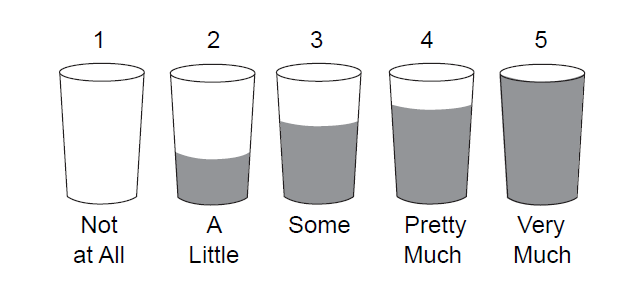 1 2 3 4 5
Not at All
A Little
Some
Pretty Much
Very Much